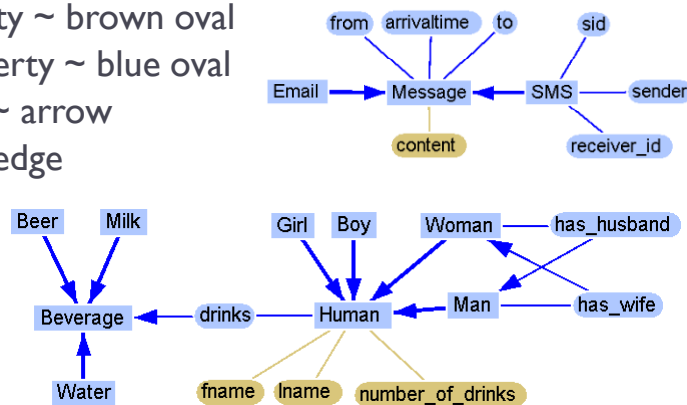 ty ~ brown oval
erty ~ blue oval
~ arrow
edge
from arrivaltime to sid
Email Message SMS sender
content receiver_id
Beer Milk Girl Boy Woman has_husband
Beverage drinks Human Man has_wife
Water fname lname number_of_drinks